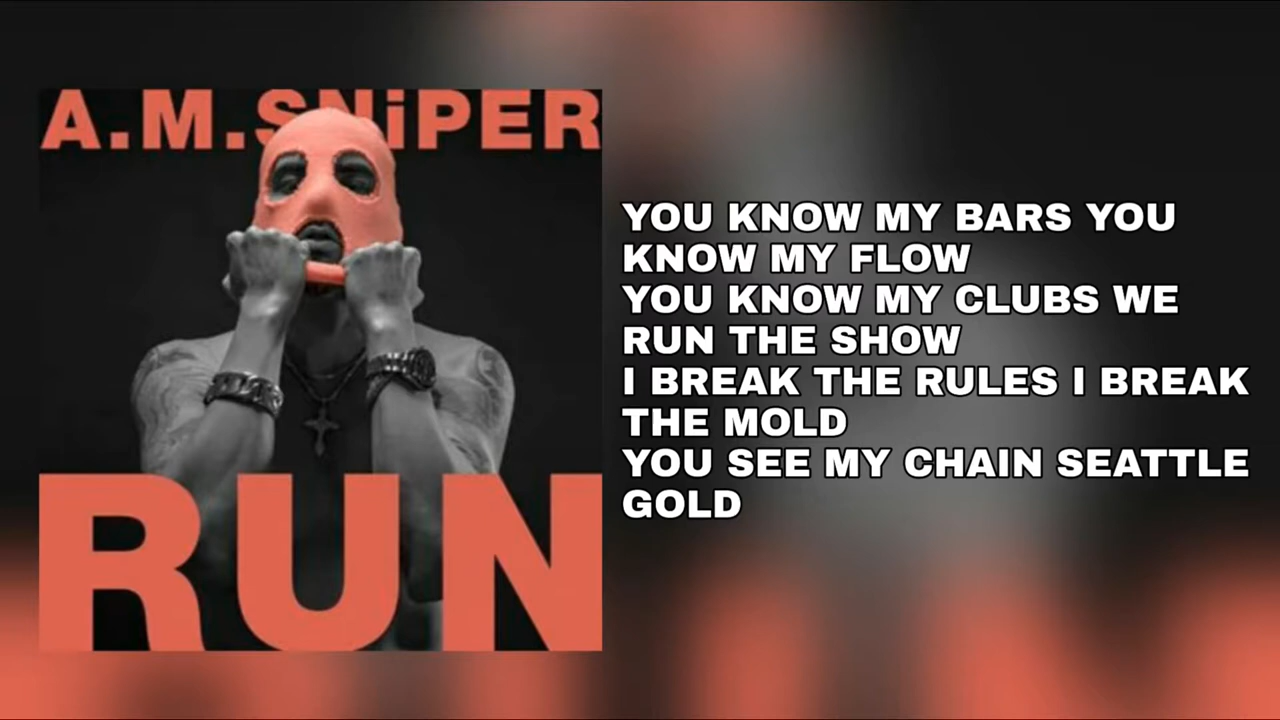 A.M.SNiPER
RUN
YOU KNOW MY BARS YOU
KNOW MY FLOW
YOU KNOW MY CLUBS WE
RUN THE SHOW
I BREAK THE RULES I BREAK
THE MOLD
YOU SEE MY CHAIN SEATTLE
GOLD